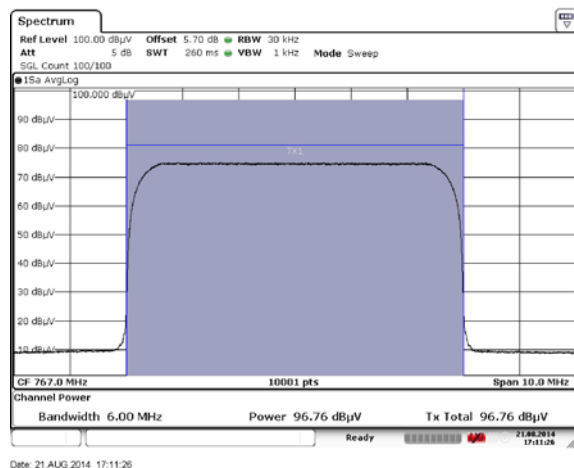 Spectrum
Ref Level 100.00 dBµV Offset 5.70 dB RBW 30 kHz
Att 5 dB SWT 260 ms VBW 1 kHz Mode Sweep
SGL Count 100/100
1Sa AvgLog
100.000 dBµV
90 dBµV
80 dBµV
TX1
70 dBµV
60 dBµV
50 dBµV
40 dBµV
30 dBµV
20 dBµV
10 dBµV
CF 767.0 MHz 10001 pts Span 10.0 MHz
Channel Power
Bandwidth 6.00 MHz Power 96.76 dBµV Tx Total 96.76 dBµV
Ready 21.08.2014
17:11:26
Date: 21.AUG.2014 17:11:26